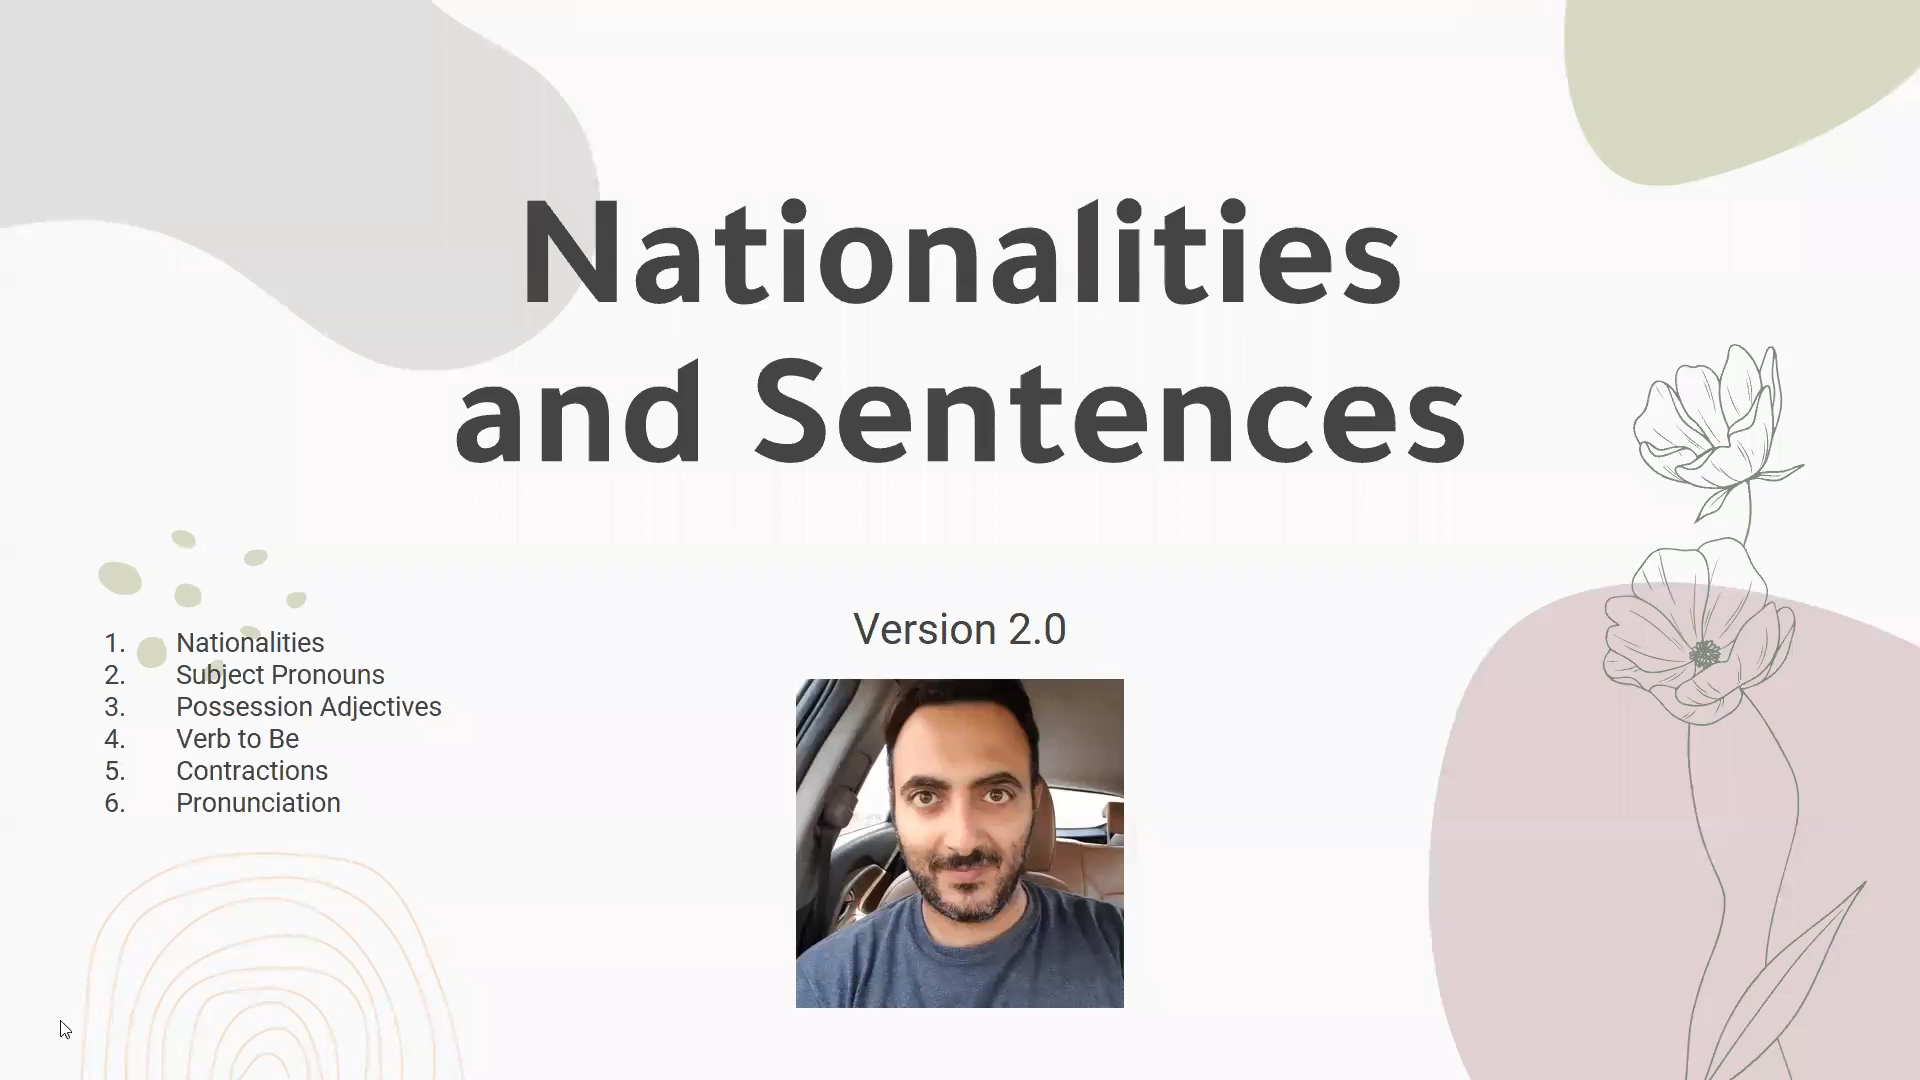 Nationalities
and Sentences
Version 2.0
1. Nationalities
2. Subject Pronouns
3. Possession Adjectives
4. Verb to Be
5. Contractions
6. Pronunciation